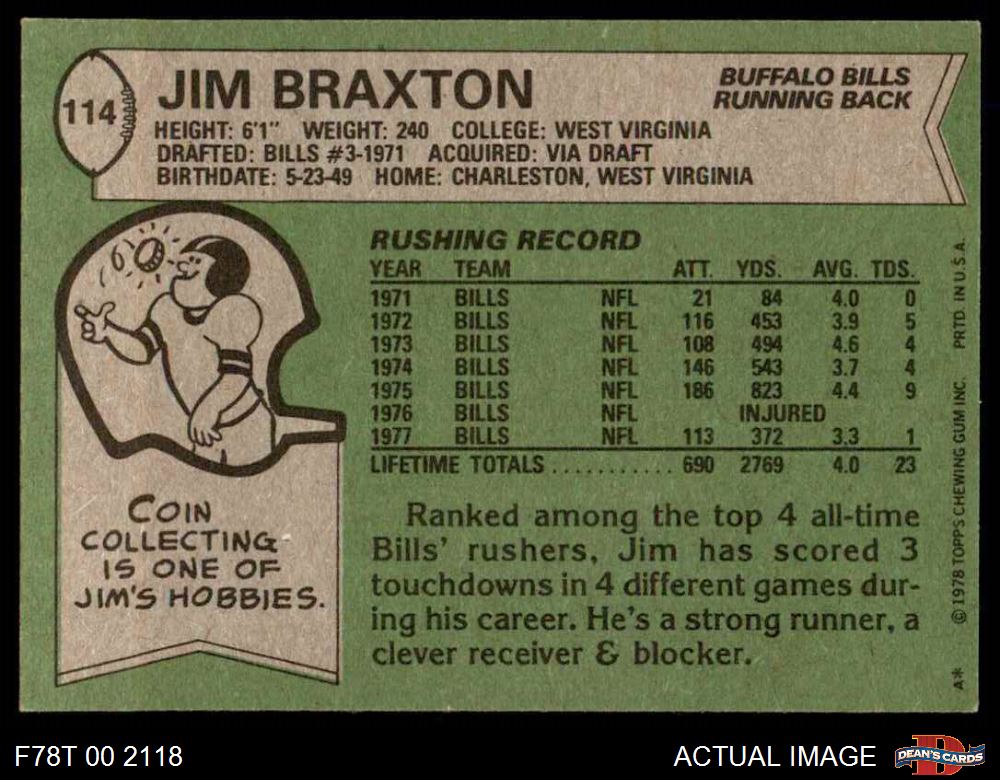 114
JIM BRAXTON
BUFFALO BILLS
RUNNING BACK
HEIGHT: 6'1" WEIGHT: 240 COLLEGE: WEST VIRGINIA
DRAFTED: BILLS #3-1971 ACQUIRED: VIA DRAFT
BIRTHDATE: 5-23-49 HOME: CHARLESTON, WEST VIRGINIA
RUSHING RECORD
YEAR TEAM ATT. YDS. AVG. TDS.
1971 BILLS NFL 21 84 4.0 0
1972 BILLS NFL 116 453 3.9 5
1973 BILLS NFL 108 494 4.6 4
1974 BILLS NFL 146 543 3.7 4
1975 BILLS NFL 186 823 4.4 9
1976 BILLS NFL INJURED
1977 BILLS NFL 113 372 3.3 1
LIFETIME TOTALS........... 690 2769 4.0 23
COIN
COLLECTING
IS ONE OF
JIM'S HOBBIES.
Ranked among the top 4 all-time
Bills' rushers, Jim has scored 3
touchdowns in 4 different games dur-
ing his career. He's a strong runner, a
clever receiver & blocker.
A* © 1978 TOPPS CHEWING GUM INC. PRTD. IN U.S.A.
F78T 00 2118
ACTUAL IMAGE
D
DEAN'S CARDS